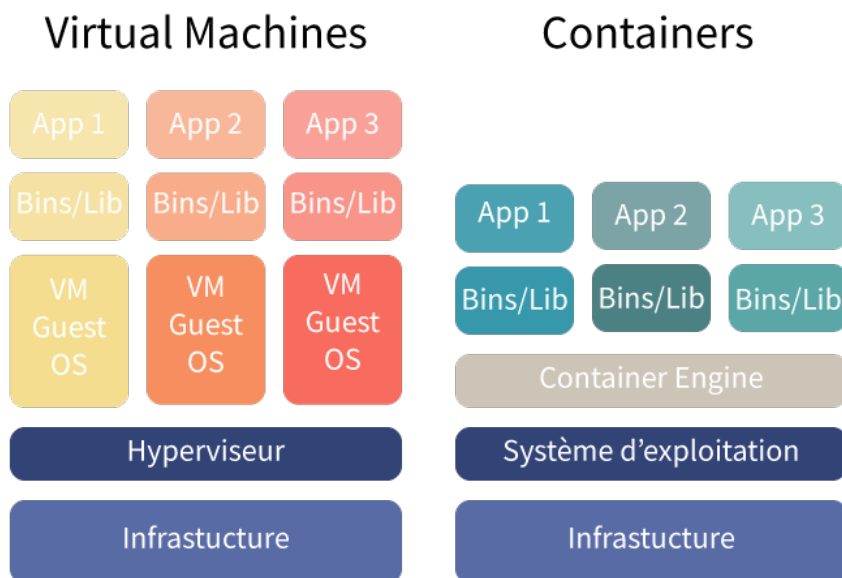 Virtual Machines
Containers
App 1
App 2
App 3
Bins/Lib
Bins/Lib
Bins/Lib
VM
Guest
OS
VM
Guest
OS
VM
Guest
OS
Hyperviseur
Infrastucture
App 1
App 2
App 3
Bins/Lib
Bins/Lib
Bins/Lib
Container Engine
Système d'exploitation
Infrastucture